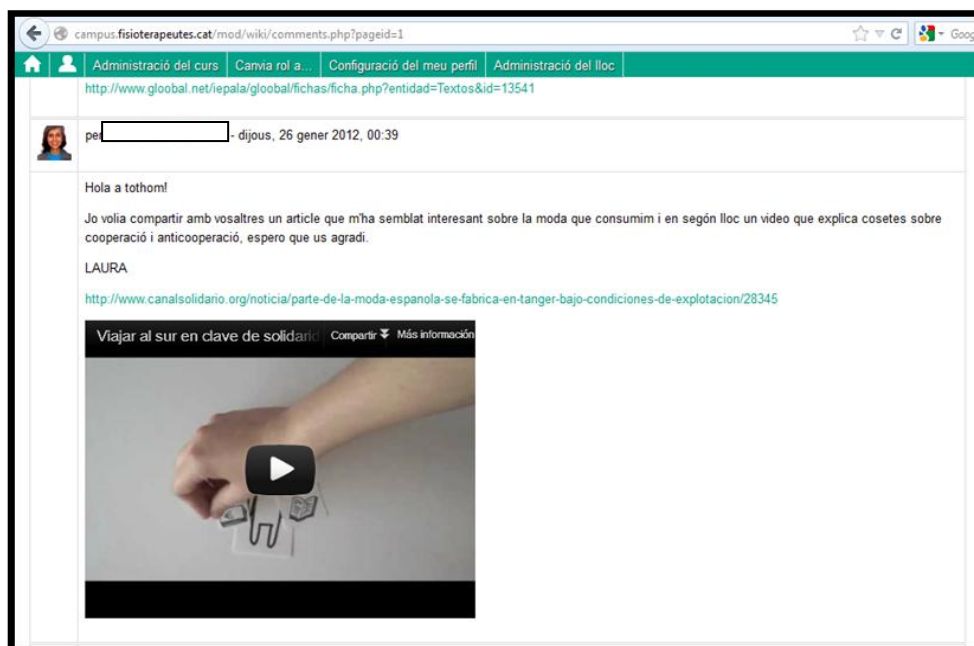 campus.fisioterapeutes.cat/mod/wiki/comments.php?pageid=1
Goog
Administració del curs Canvia rol a... Configuració del meu perfil Administració del lloc
http://www.gloobal.net/iepala/gloobal/fichas/ficha.php?entidad=Textos&id=13541
per - dijous, 26 gener 2012, 00:39
Hola a tothom!
Jo volia compartir amb vosaltres un article que m'ha semblat interesant sobre la moda que consumim i en segón lloc un video que explica cosetes sobre
cooperació i anticooperació, espero que us agradi.
LAURA
http://www.canalsolidario.org/noticia/parte-de-la-moda-espanola-se-fabrica-en-tanger-bajo-condiciones-de-explotacion/28345
Viajar al sur en clave de solidarid Compartir Más información